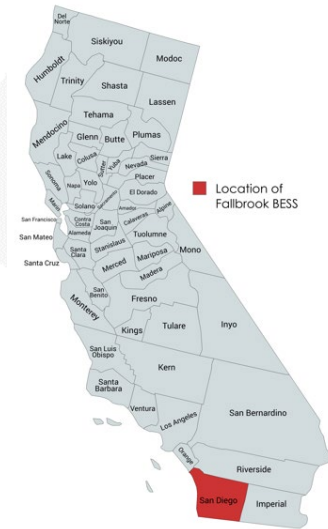 Del
Norte
Siskiyou
Modoc
Humboldt
Trinity
Shasta
Lassen
Tehama
Mendocino
Glenn
Butte
Plumas
Lake
Colusa
Sutter
Yuba
Nevada
Sierra
Placer
Sonoma
Napa
Yolo
El Dorado
Sacramento
Amador
Alpine
Marin
Solano
Calaveras
San Francisco
Contra
Costa
San
Joaquin
Tuolumne
Mono
San Mateo
Alameda
Santa
Clara
Stanislaus
Mariposa
Santa Cruz
Merced
Madera
San
Benito
Fresno
Monterey
Inyo
Kings
Tulare
San Luis
Obispo
Kern
Santa
Barbara
San Bernardino
Ventura
Los Angeles
Orange
Riverside
San Diego
Imperial
Location of
Fallbrook BESS